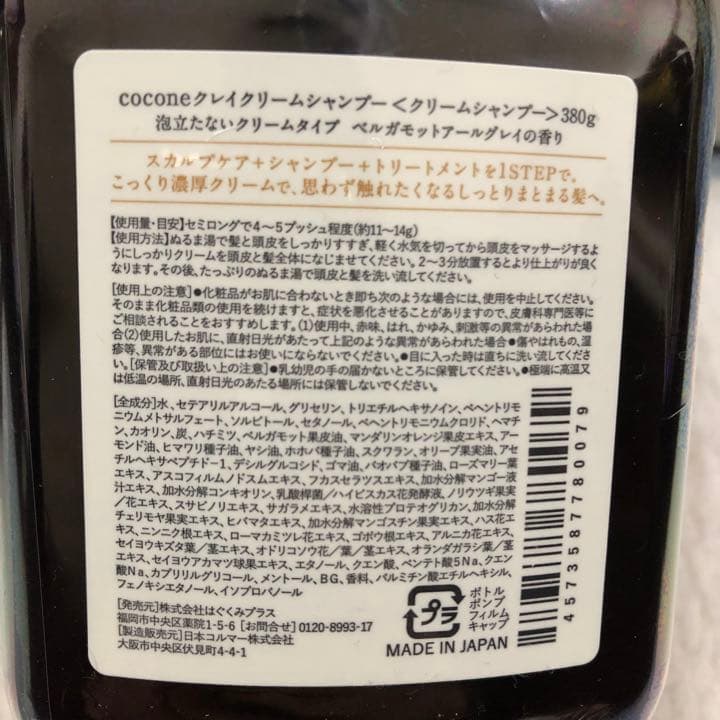 coconeクレイクリームシャンプー＜クリームシャンプー＞380g
泡立たないクリームタイプ ベルガモットアールグレイの香り
スカルプケア+シャンプー+トリートメントを1STEPで。
こっくり濃厚クリームで、思わず触れたくなるしっとりまとまる髪へ。
【使用量・目安】セミロングで4～5プッシュ程度(約11～14g)
【使用方法】ぬるま湯で髪と頭皮をしっかりすすぎ、軽く水気を切ってから頭皮をマッサージするよ
うにしっかりクリームを頭皮と髪全体になじませてください。2～3分放置するとより仕上がりが良く
なります。その後、たっぷりのぬるま湯で頭皮と髪を洗い流してください。
【使用上の注意】●化粧品がお肌に合わないとき即ち次のような場合には、使用を中止してください。
そのまま化粧品類の使用を続けますと、症状を悪化させることがありますので、皮膚科専門医等に
ご相談されることをおすすめします。(1)使用中、赤味、はれ、かゆみ、刺激等の異常があらわれた場
合(2)使用したお肌に、直射日光があたって上記のような異常があらわれた場合●傷やはれもの、湿
疹等、異常がある部位にはお使いにならないでください。●目に入った時は直ちに洗い流してくださ
い。【保管及び取扱い上の注意】●乳幼児の手の届かないところに保管してください。●極端に高温又
は低温の場所、直射日光のあたる場所には保管しないでください。
【全成分】水、セテアリルアルコール、グリセリン、トリエチルヘキサノイン、ベヘントリモ
ニウムメトサルフェート、ソルビトール、セタノール、ベヘントリモニウムクロリド、ヘマチ
ン、カオリン、炭、ハチミツ、ベルガモット果皮油、マンダリンオレンジ果皮エキス、アー
モンド油、ヒマワリ種子油、ヤシ油、ホホバ種子油、スクワラン、オリーブ果実油、アセ
チルヘキサペプチド-1、デシルグルコシド、ゴマ油、バオバブ種子油、ローズマリー葉
エキス、アスコフィルムノドスムエキス、フカスセラツスエキス、加水分解マンゴー液
汁エキス、加水分解コンキオリン、乳酸桿菌/ハイビスカス花発酵液、ノリウツギ果実
/花エキス、スサビノリエキス、サガラメエキス、水溶性プロテオグリカン、加水分解
チェリモヤ果実エキス、ヒバマタエキス、加水分解マンゴスチン果実エキス、ハス花エ
キス、ニンニク根エキス、ローマカミツレ花エキス、ゴボウ根エキス、アルニカ花エキス、
セイヨウキズタ葉/茎エキス、オドリコソウ花/葉/茎エキス、オランダガラシ葉/茎
エキス、セイヨウアカマツ球果エキス、エタノール、クエン酸、ペンテト酸5Na、クエン
酸Na、カプリリルグリコール、メントール、BG、香料、パルミチン酸エチルヘキシル、
フェノキシエタノール、イソプロパノール
[発売元]株式会社はぐくみプラス
福岡市中央区薬院1-5-6 [お問合せ] 0120-8993-17
[製造販売元]日本コルマー株式会社
大阪市中央区伏見町4-4-1
プラ
ボトル
ポンプ
フィルム
キャップ
MADE IN JAPAN
4573587780079